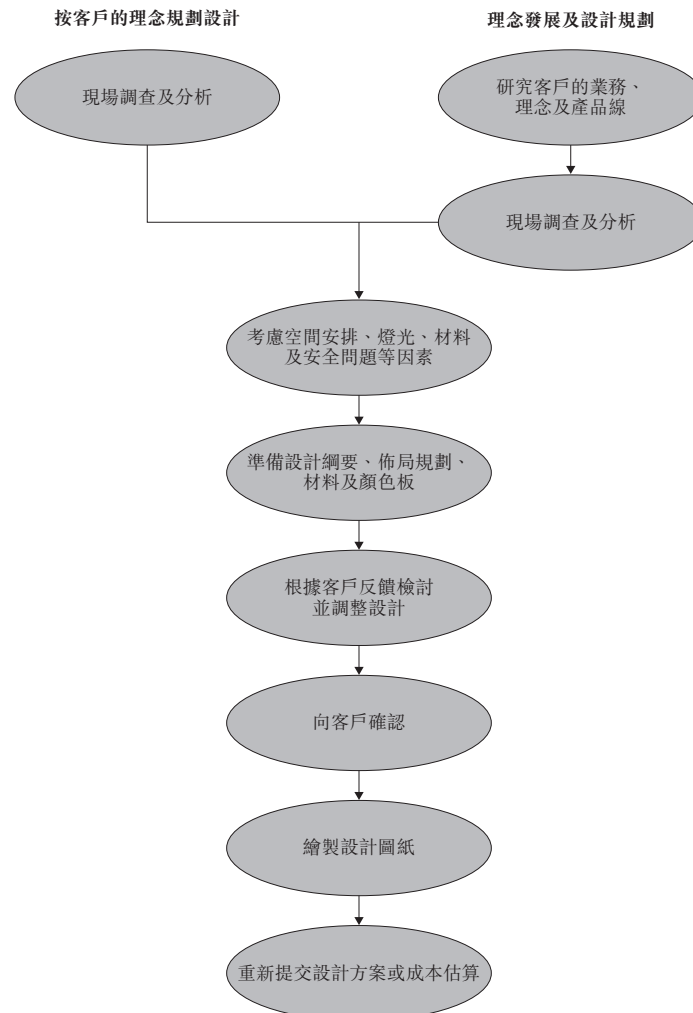 按客戶的理念規劃設計
理念發展及設計規劃
現場調查及分析
研究客戶的業務、
理念及產品線
現場調查及分析
考慮空間安排、燈光、材料
及安全問題等因素
準備設計綱要、佈局規劃、
材料及顏色板
根據客戶反饋檢討
並調整設計
向客戶確認
繪製設計圖紙
重新提交設計方案或成本估算